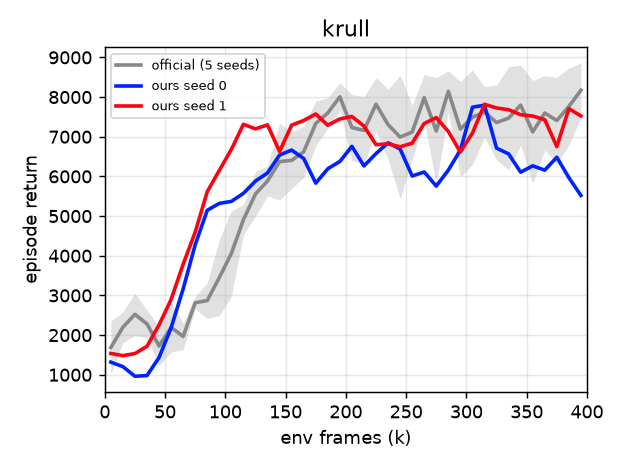 krull
official (5 seeds)
ours seed 0
ours seed 1
episode return
9000
8000
7000
6000
5000
4000
3000
2000
1000
0 50 100 150 200 250 300 350 400
env frames (k)